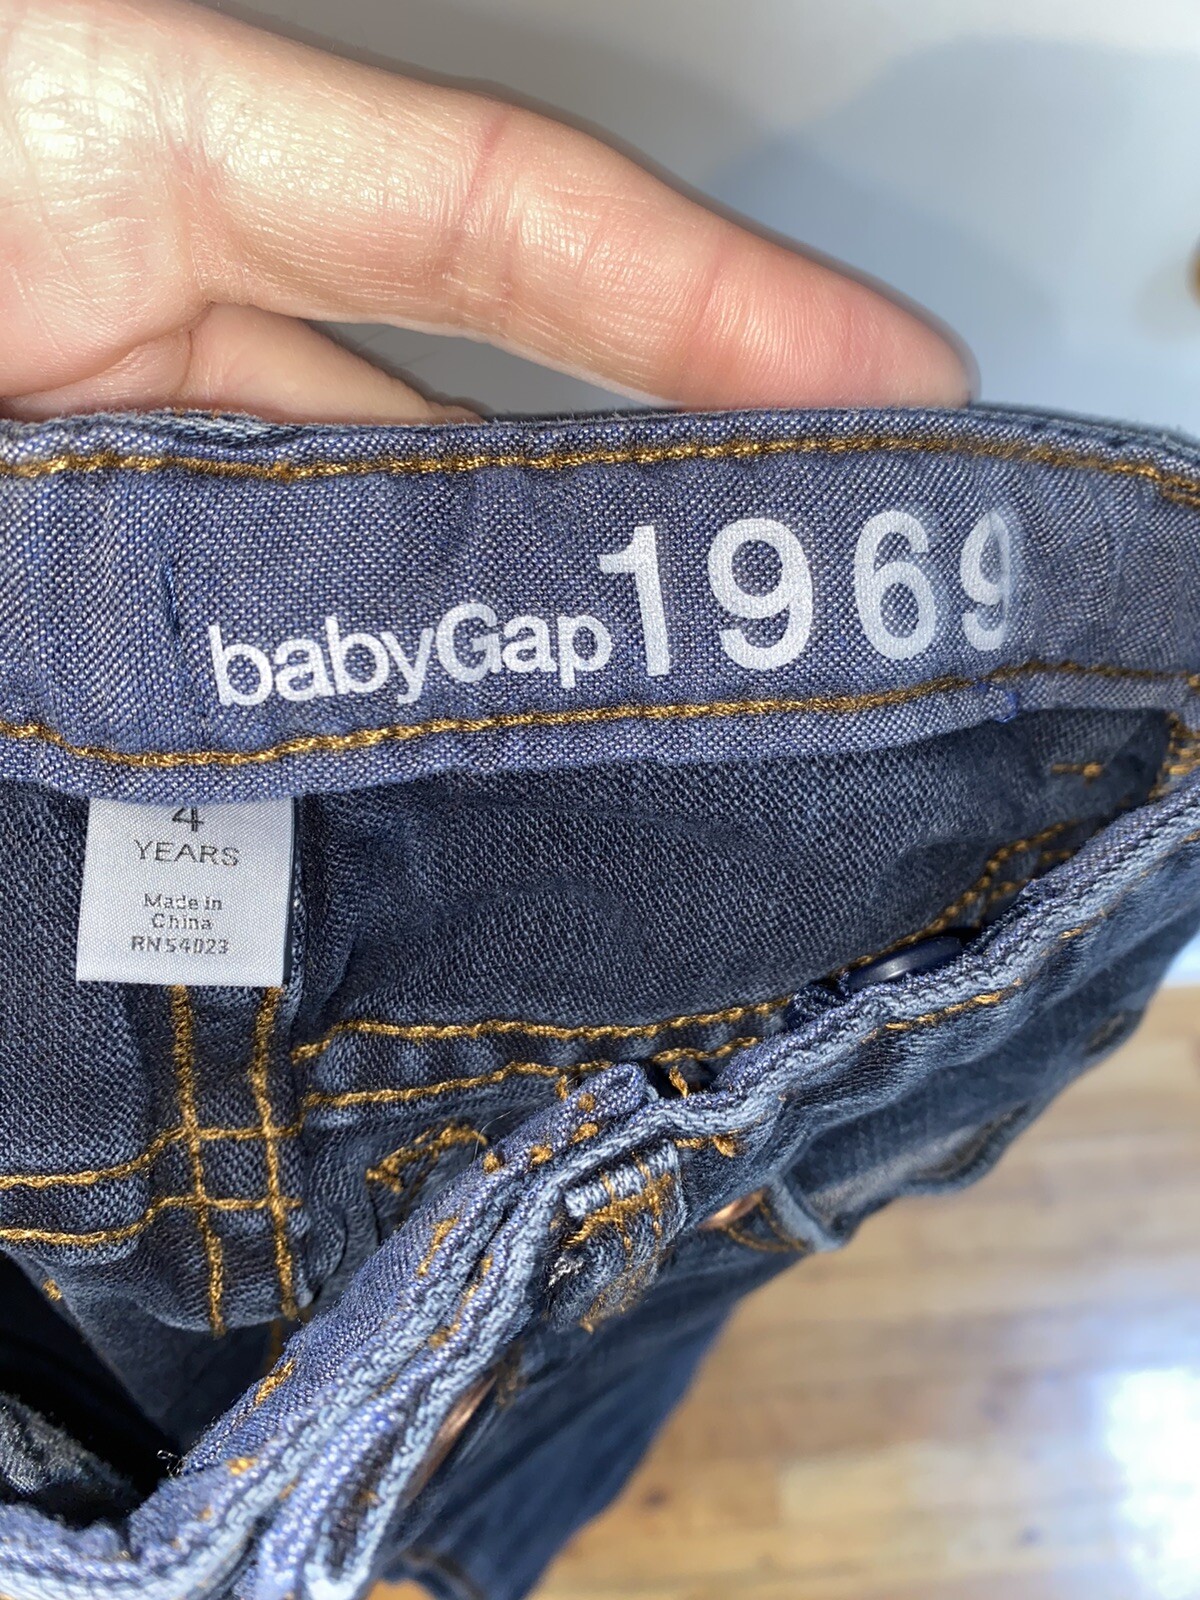 babyGap 1969
4
YEARS
Made in
China
RN54023